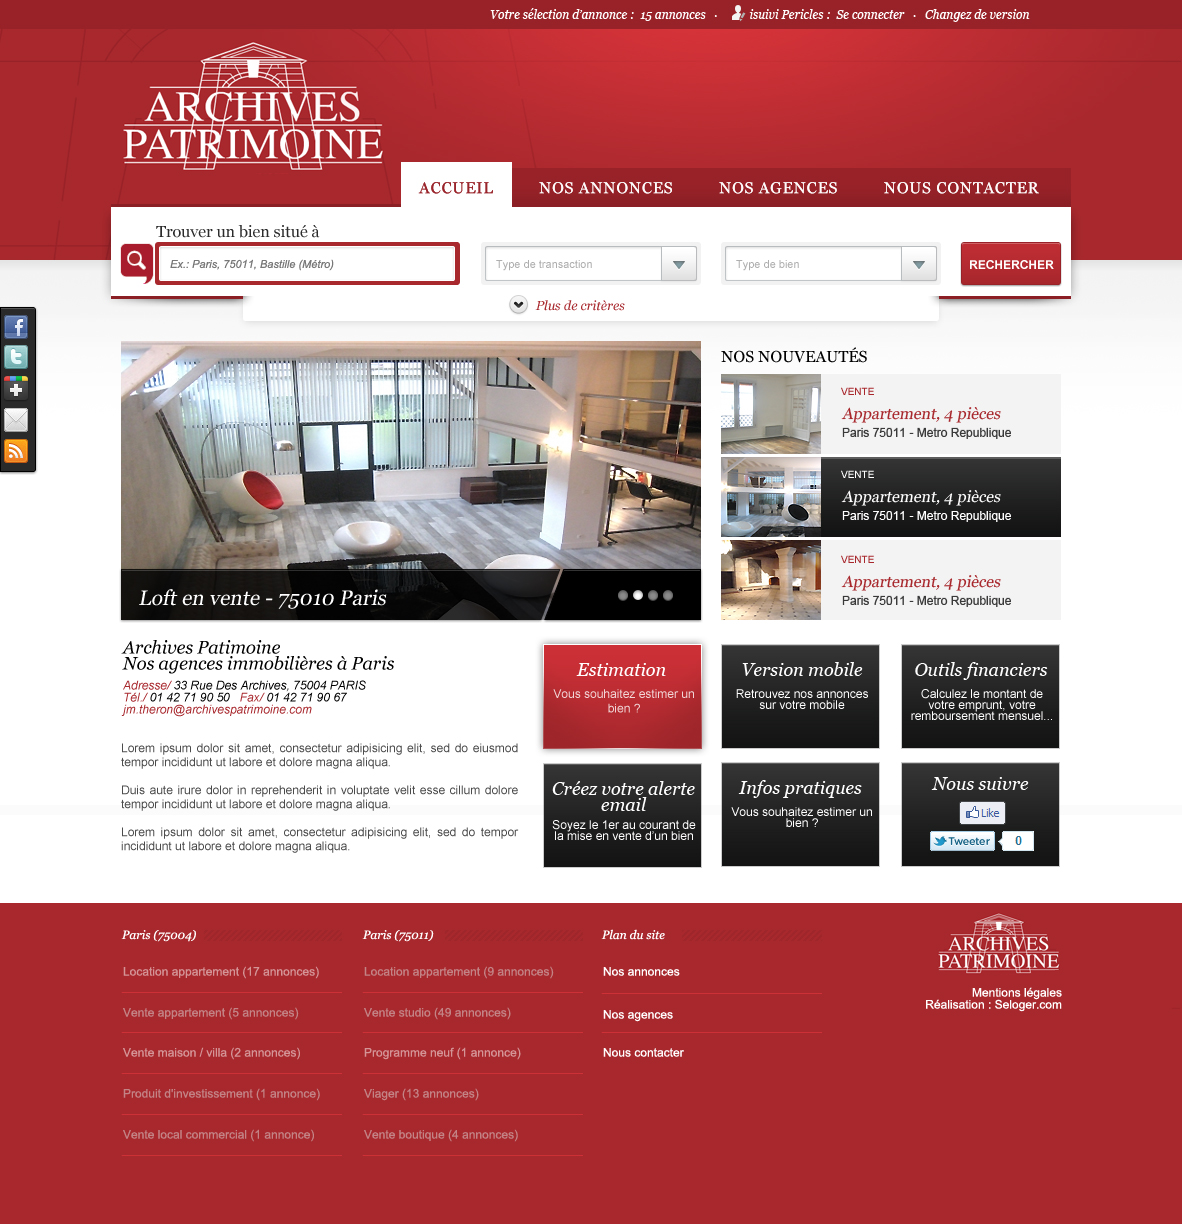 Votre sélection d'annonce : 15 annonces · isuivi Pericles : Se connecter · Changez de version
ARCHIVES
PATRIMOINE
ACCUEIL NOS ANNONCES NOS AGENCES NOUS CONTACTER
Trouver un bien situé à
Ex.: Paris, 75011, Bastille (Métro) Type de transaction Type de bien RECHERCHER
Plus de critères
Loft en vente - 75010 Paris
NOS NOUVEAUTÉS
VENTE
Appartement, 4 pièces
Paris 75011 - Metro Republique
VENTE
Appartement, 4 pièces
Paris 75011 - Metro Republique
VENTE
Appartement, 4 pièces
Paris 75011 - Metro Republique
Archives Patimoine
Nos agences immobilières à Paris
Adresse/ 33 Rue Des Archives, 75004 PARIS
Tél./ 01 42 71 90 50 Fax/ 01 42 71 90 67
jm.theron@archivespatrimoine.com
Lorem ipsum dolor sit amet, consectetur adipisicing elit, sed do eiusmod
tempor incididunt ut labore et dolore magna aliqua.
Duis aute irure dolor in reprehenderit in voluptate velit esse cillum dolore
tempor incididunt ut labore et dolore magna aliqua.
Lorem ipsum dolor sit amet, consectetur adipisicing elit, sed do tempor
incididunt ut labore et dolore magna aliqua.
Estimation
Vous souhaitez estimer un
bien ?
Version mobile
Retrouvez nos annonces
sur votre mobile
Outils financiers
Calculez le montant de
votre emprunt, votre
remboursement mensuel...
Créez votre alerte
email
Soyez le 1er au courant de
la mise en vente d'un bien
Infos pratiques
Vous souhaitez estimer un
bien ?
Nous suivre
Like
Tweeter 0
Paris (75004)
Location appartement (17 annonces)
Vente appartement (5 annonces)
Vente maison / villa (2 annonces)
Produit d'investissement (1 annonce)
Vente local commercial (1 annonce)
Paris (75011)
Location appartement (9 annonces)
Vente studio (49 annonces)
Programme neuf (1 annonce)
Viager (13 annonces)
Vente boutique (4 annonces)
Plan du site
Nos annonces
Nos agences
Nous contacter
ARCHIVES
PATRIMOINE
Mentions légales
Réalisation : Seloger.com